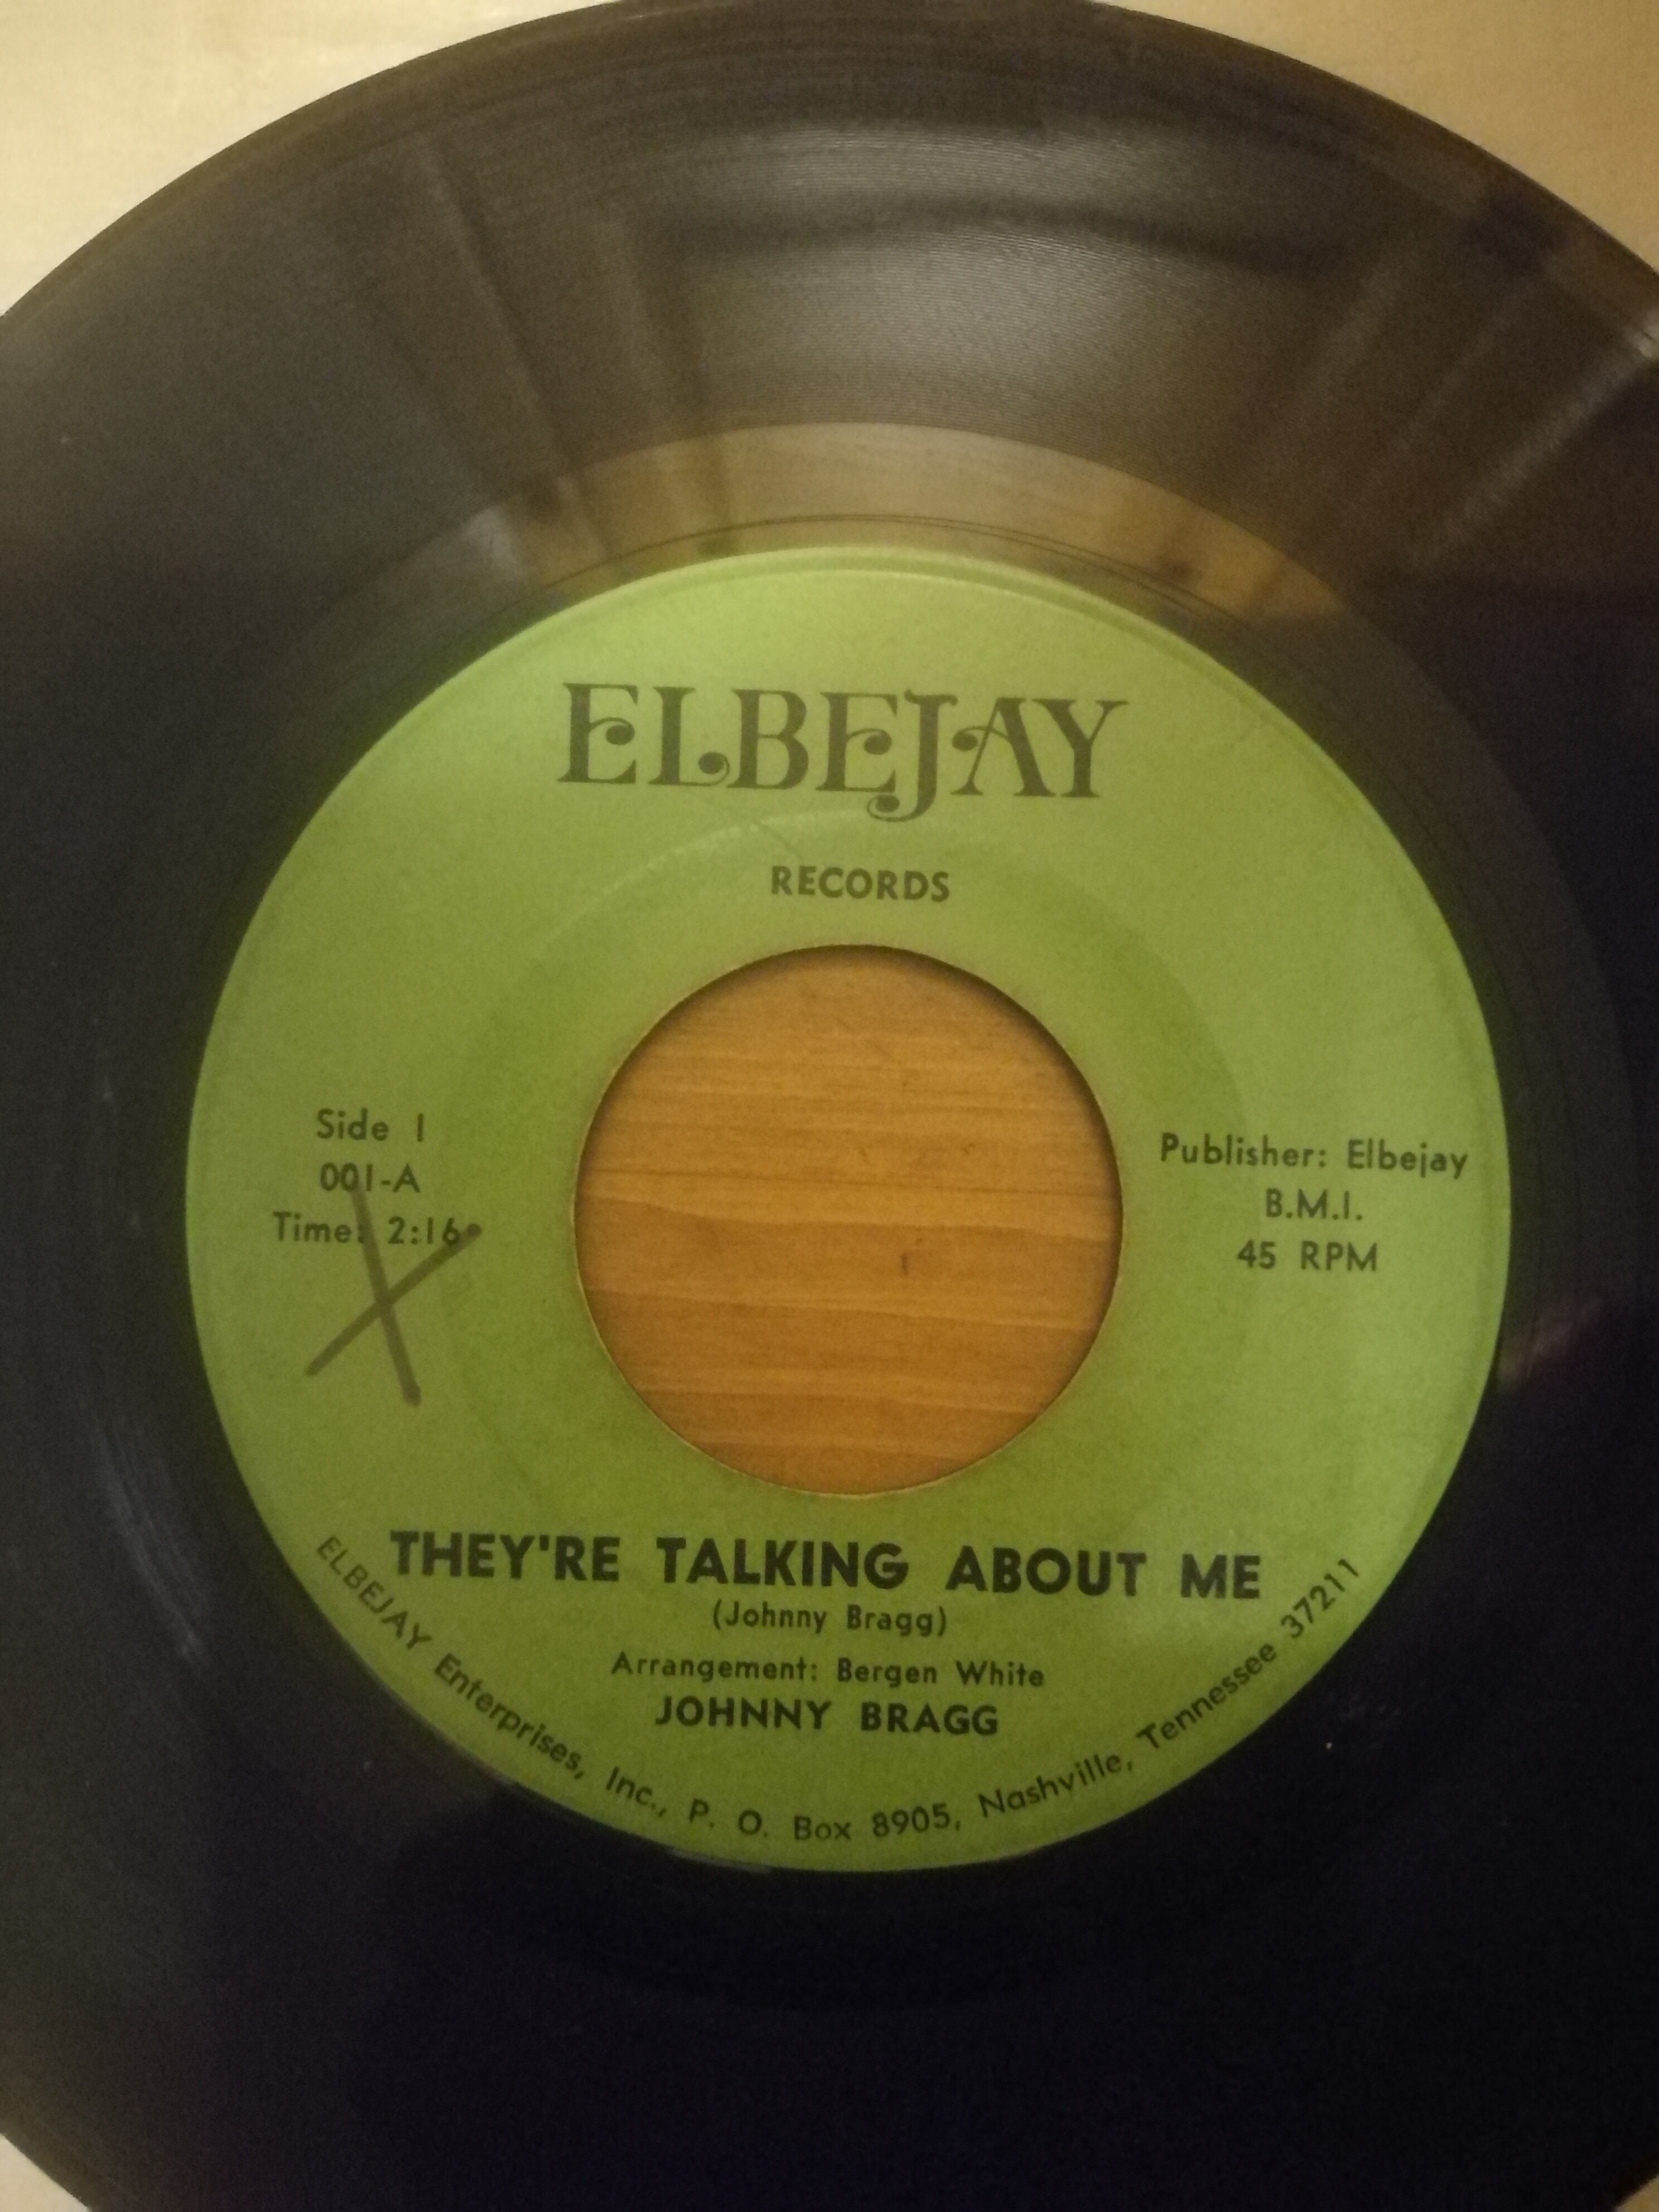 ELBEJAY
RECORDS
Side 1
001-A
Time: 2:16
Publisher: Elbejay
B.M.I.
45 RPM
THEY'RE TALKING ABOUT ME
(Johnny Bragg)
Arrangement: Bergen White
JOHNNY BRAGG
ELBEJAY Enterprises, Inc., P. O. Box 8905, Nashville, Tennessee 37211